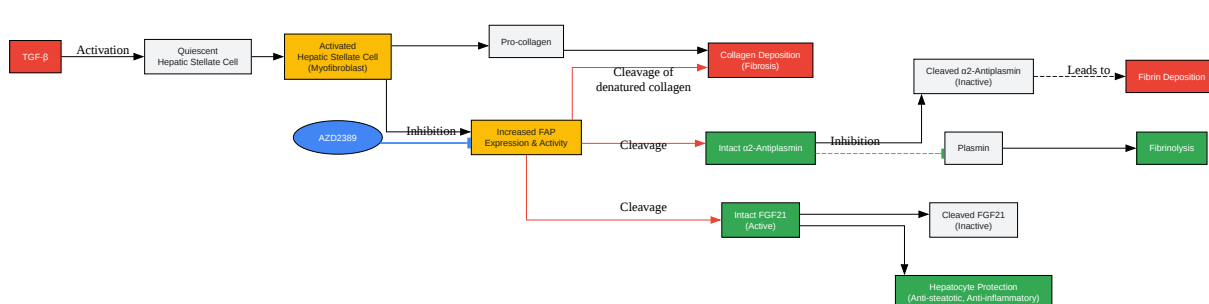 TGF-β
Activation
Quiescent
Hepatic Stellate Cell
Activated
Hepatic Stellate Cell
(Myofibroblast)
Pro-collagen
Collagen Deposition
(Fibrosis)
Cleavage of
denatured collagen
Cleaved α2-Antiplasmin
(Inactive)
Leads to
Fibrin Deposition
AZD2389
Inhibition
Increased FAP
Expression & Activity
Cleavage
Intact α2-Antiplasmin
Inhibition
Plasmin
Fibrinolysis
Cleavage
Intact FGF21
(Active)
Cleaved FGF21
(Inactive)
Hepatocyte Protection
(Anti-steatotic, Anti-inflammatory)